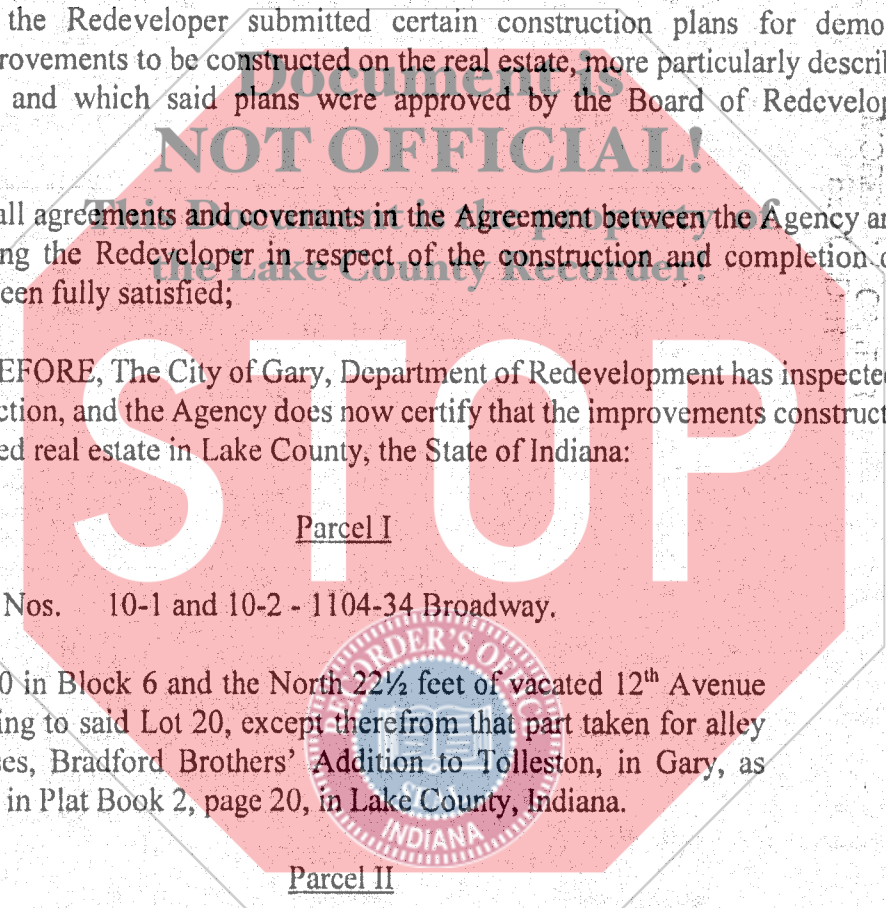 the Redeveloper submitted certain construction plans for demo
rovements to be constructed on the real estate, more particularly descri
Document is
and which said plans were approved by the Board of Redevelop
NOT OFFICIAL!
all agreements and covenants in the Agreement between the Agency a
This Document is the property of
ng the Redeveloper in respect of the construction and completion
the Lake County Recorder!
een fully satisfied;
STOP
EFORE, The City of Gary, Department of Redevelopment has inspecte
ction, and the Agency does now certify that the improvements construct
ed real estate in Lake County, the State of Indiana:
Parcel I
Nos. 10-1 and 10-2 - 1104-34 Broadway.
RECORDER'S OFFIC
0 in Block 6 and the North 22½ feet of vacated 12th Avenue
ing to said Lot 20, except therefrom that part taken for alley
es, Bradford Brothers' Addition to Tolleston, in Gary, as
in Plat Book 2, page 20, in Lake County, Indiana.
SEAL
INDIANA
Parcel II